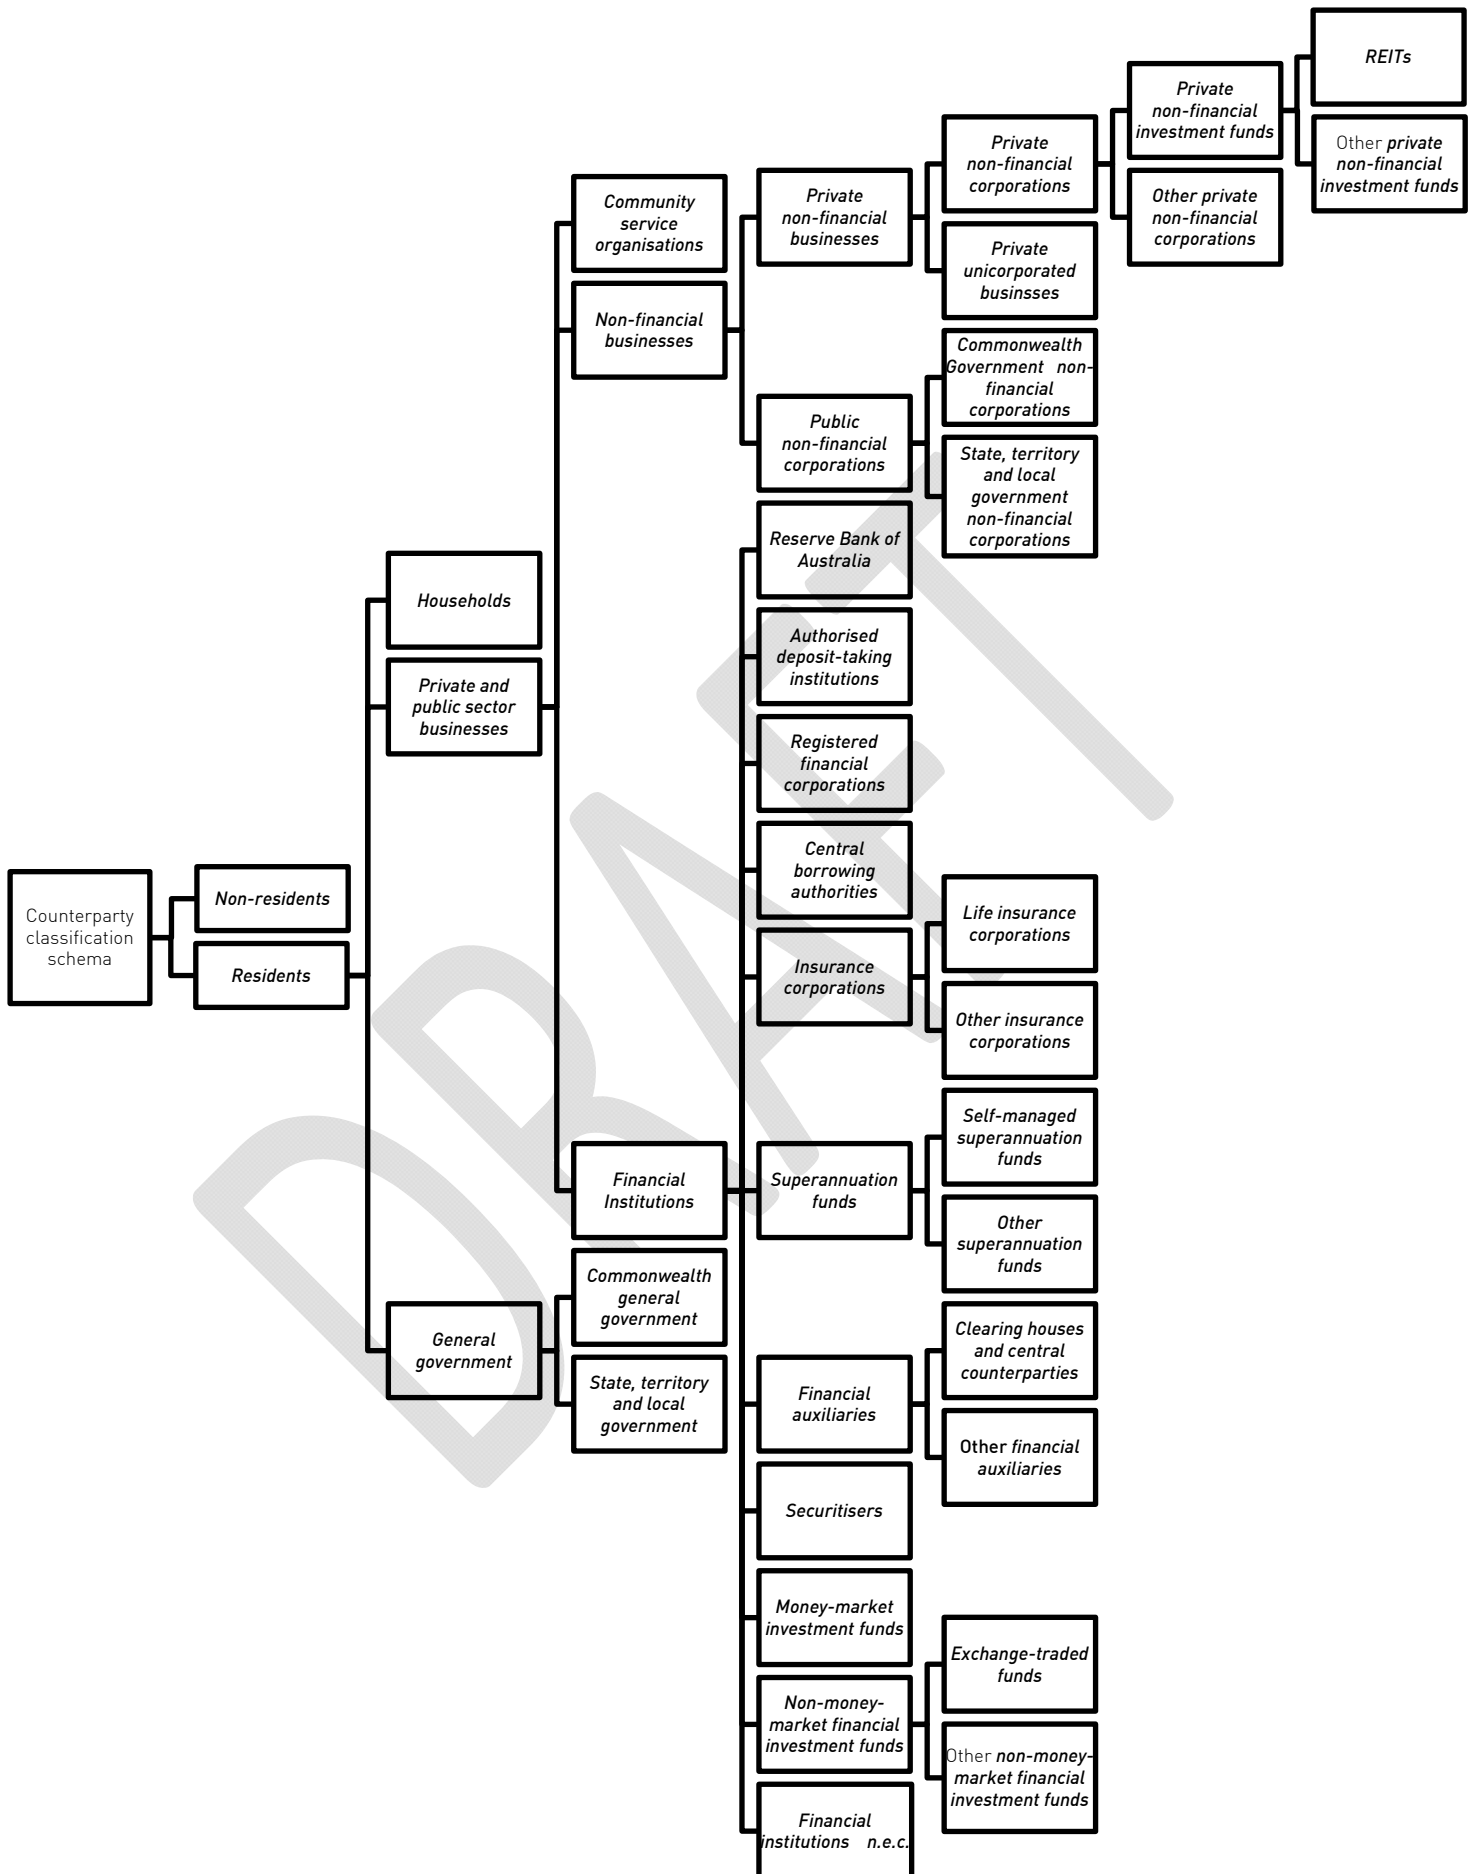 Counterparty
classification
schema
Non-residents
Residents
Households
Private and
public sector
businesses
General
government
Community
service
organisations
Non-financial
businesses
Financial
Institutions
Commonwealth
general
government
State, territory
and local
government
Private
non-financial
businesses
Public
non-financial
corporations
Reserve Bank of
Australia
Authorised
deposit-taking
institutions
Registered
financial
corporations
Central
borrowing
authorities
Insurance
corporations
Superannuation
funds
Financial
auxiliaries
Securitisers
Money-market
investment funds
Non-money-
market financial
investment funds
Financial
institutions n.e.c.
Private
non-financial
corporations
Private
unicorporated
businsses
Commonwealth
Government non-
financial
corporations
State, territory
and local
government
non-financial
corporations
Life insurance
corporations
Other insurance
corporations
Self-managed
superannuation
funds
Other
superannuation
funds
Clearing houses
and central
counterparties
Other financial
auxiliaries
Exchange-traded
funds
Other non-money-
market financial
investment funds
Private
non-financial
investment funds
Other private
non-financial
corporations
REITs
Other private
non-financial
investment funds
DRAFT